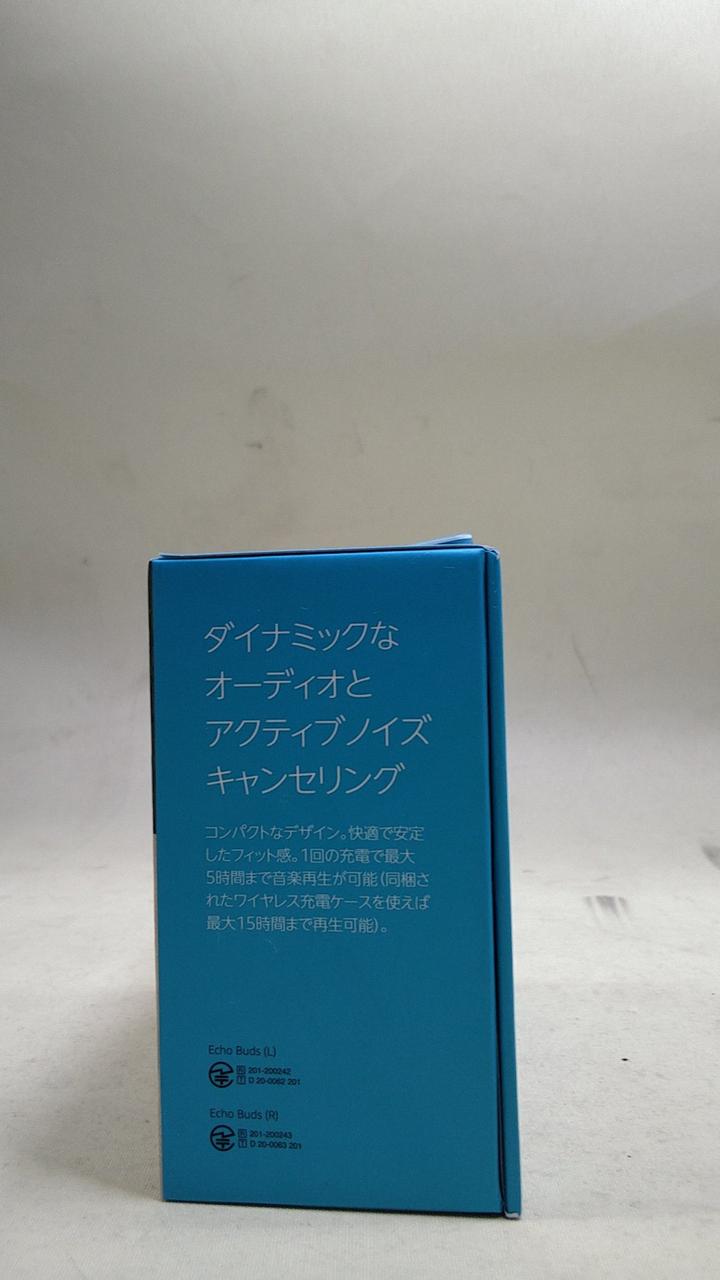 ダイナミックな
オーディオと
アクティブノイズ
キャンセリング
コンパクトなデザイン。快適で安定
したフィット感。1回の充電で最大
5時間まで音楽再生が可能（同梱さ
れたワイヤレス充電ケースを使えば
最大15時間まで再生可能）。
Echo Buds (L)
R 201-200242
T D 20-0062 201
Echo Buds (R)
R 201-200243
T D 20-0063 201